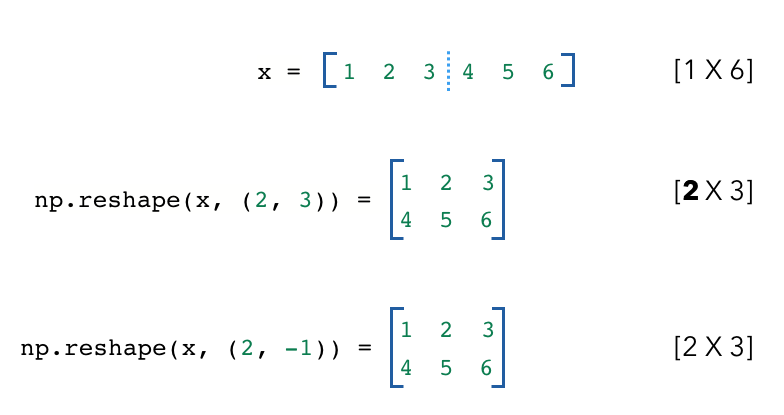 x = [1 2 3 4 5 6] [1 X 6]
1 2 3
np.reshape(x, (2, 3)) = [2 X 3]
4 5 6
1 2 3
np.reshape(x, (2, -1)) = [2 X 3]
4 5 6